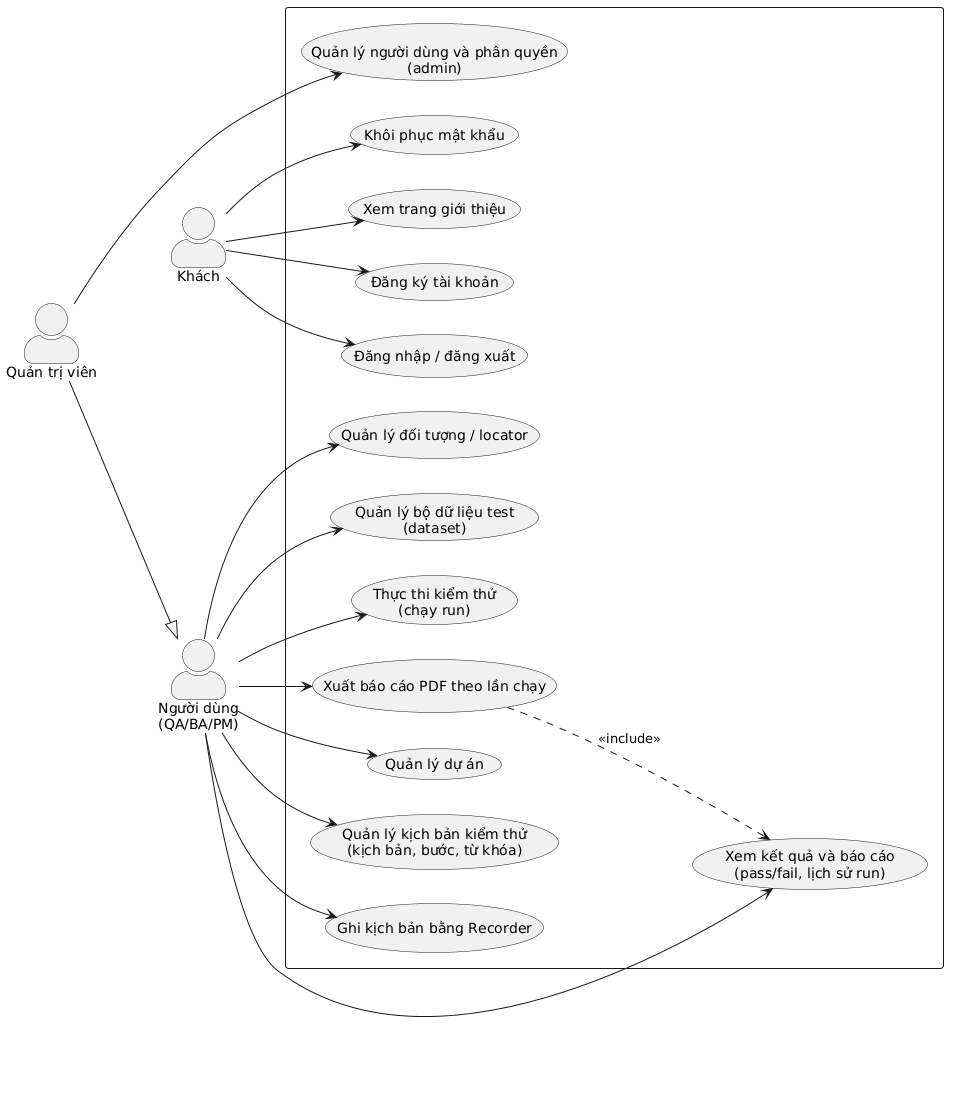 Quản lý người dùng và phân quyền
(admin)
Khôi phục mật khẩu
Xem trang giới thiệu
Khách
Đăng ký tài khoản
Đăng nhập / đăng xuất
Quản trị viên
Quản lý đối tượng / locator
Quản lý bộ dữ liệu test
(dataset)
Thực thi kiểm thử
(chạy run)
Xuất báo cáo PDF theo lần chạy
Người dùng
(QA/BA/PM)
«include»
Quản lý dự án
Quản lý kịch bản kiểm thử
(kịch bản, bước, từ khóa)
Xem kết quả và báo cáo
(pass/fail, lịch sử run)
Ghi kịch bản bằng Recorder